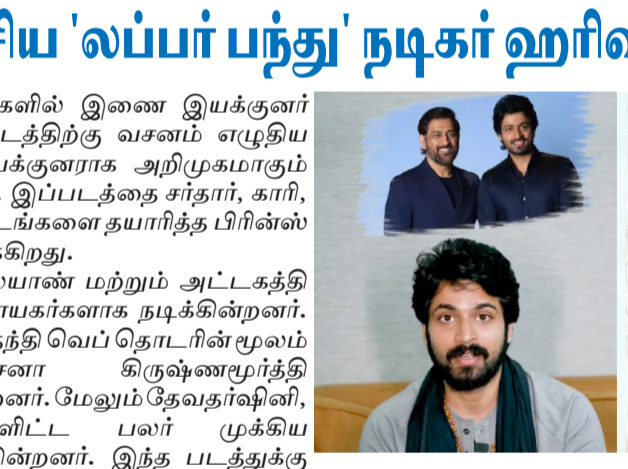 சிய 'லப்பர் பந்து' நடிகர் ஹரிஷ்
களில் இணை இயக்குனர்
டத்திற்கு வசனம் எழுதிய
க்குனராக அறிமுகமாகும்
இப்படத்தை சர்தார், காரி,
டங்களை தயாரித்த பிரின்ஸ்
கிறது.
யாண் மற்றும் அட்டகத்தி
ாயகர்களாக நடிக்கின்றனர்.
ந்தி வெப் தொடரின் மூலம்
சனா கிருஷ்ணமூர்த்தி
னர். மேலும் தேவதர்ஷினி,
ளிட்ட பலர் முக்கிய
கின்றனர். இந்த படத்துக்கு